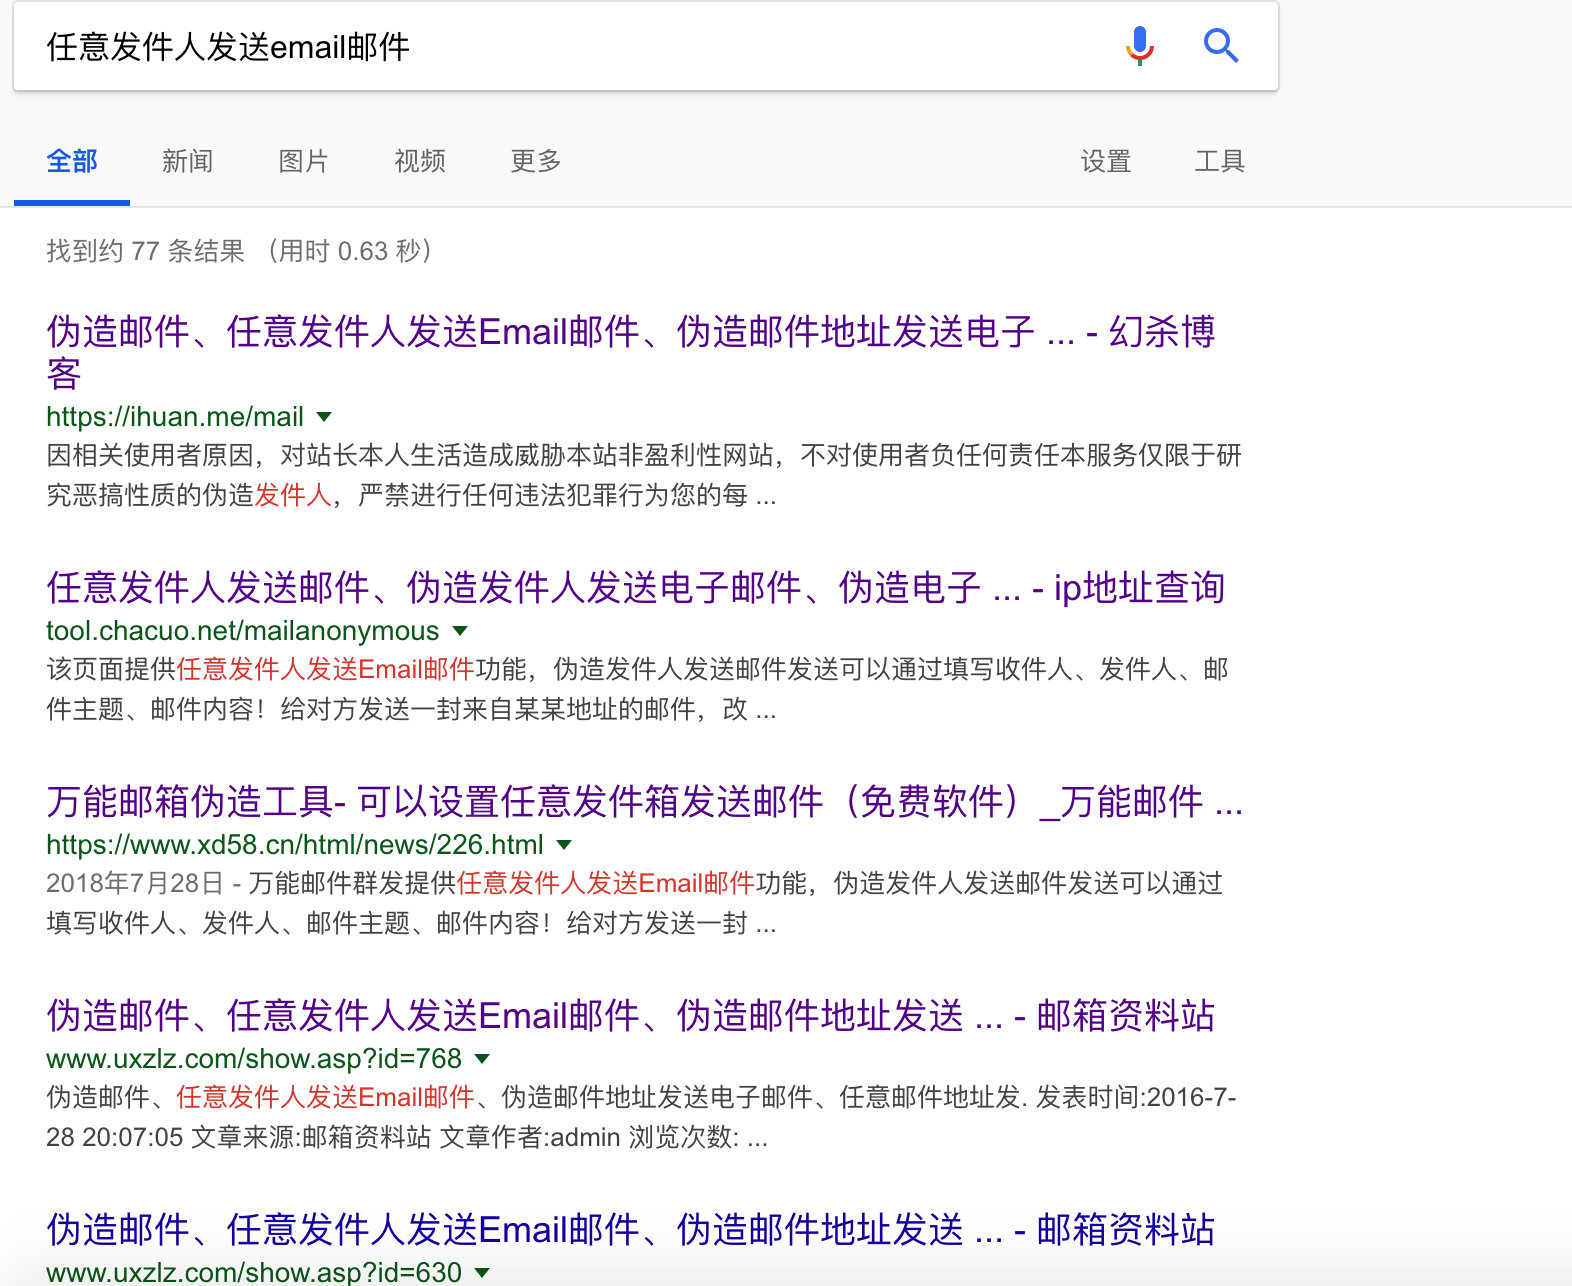 任意发件人发送email邮件
全部 新闻 图片 视频 更多 设置 工具
找到约 77 条结果 （用时 0.63 秒）
伪造邮件、任意发件人发送Email邮件、伪造邮件地址发送电子 ... - 幻杀博
客
https://ihuan.me/mail
因相关使用者原因，对站长本人生活造成威胁本站非盈利性网站，不对使用者负任何责任本服务仅限于研
究恶搞性质的伪造发件人，严禁进行任何违法犯罪行为您的每 ...
任意发件人发送邮件、伪造发件人发送电子邮件、伪造电子 ... - ip地址查询
tool.chacuo.net/mailanonymous
该页面提供任意发件人发送Email邮件功能，伪造发件人发送邮件发送可以通过填写收件人、发件人、邮
件主题、邮件内容！给对方发送一封来自某某地址的邮件，改 ...
万能邮箱伪造工具- 可以设置任意发件箱发送邮件（免费软件）_万能邮件 ...
https://www.xd58.cn/html/news/226.html
2018年7月28日 - 万能邮件群发提供任意发件人发送Email邮件功能，伪造发件人发送邮件发送可以通过
填写收件人、发件人、邮件主题、邮件内容！给对方发送一封 ...
伪造邮件、任意发件人发送Email邮件、伪造邮件地址发送 ... - 邮箱资料站
www.uxzlz.com/show.asp?id=768
伪造邮件、任意发件人发送Email邮件、伪造邮件地址发送电子邮件、任意邮件地址发. 发表时间:2016-7-
28 20:07:05 文章来源:邮箱资料站 文章作者:admin 浏览次数: ...
伪造邮件、任意发件人发送Email邮件、伪造邮件地址发送 ... - 邮箱资料站
www.uxzlz.com/show.asp?id=630